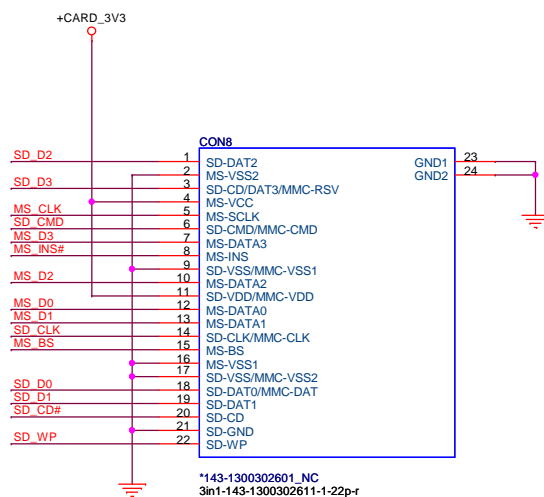 +CARD_3V3
CON8
SD_D2 1 SD-DAT2 GND1 23
2 MS-VSS2 GND2 24
SD_D3 3 SD-CD/DAT3/MMC-RSV
4 MS-VCC
MS_CLK 5 MS-SCLK
SD_CMD 6 SD-CMD/MMC-CMD
MS_D3 7 MS-DATA3
MS_INS# 8 MS-INS
9 SD-VSS/MMC-VSS1
MS_D2 10 MS-DATA2
11 SD-VDD/MMC-VDD
MS_D0 12 MS-DATA0
MS_D1 13 MS-DATA1
SD_CLK 14 SD-CLK/MMC-CLK
MS_BS 15 MS-BS
16 MS-VSS1
17 SD-VSS/MMC-VSS2
SD_D0 18 SD-DAT0/MMC-DAT
SD_D1 19 SD-DAT1
SD_CD# 20 SD-CD
21 SD-GND
SD_WP 22 SD-WP
*143-1300302601_NC
3in1-143-1300302611-1-22p-r